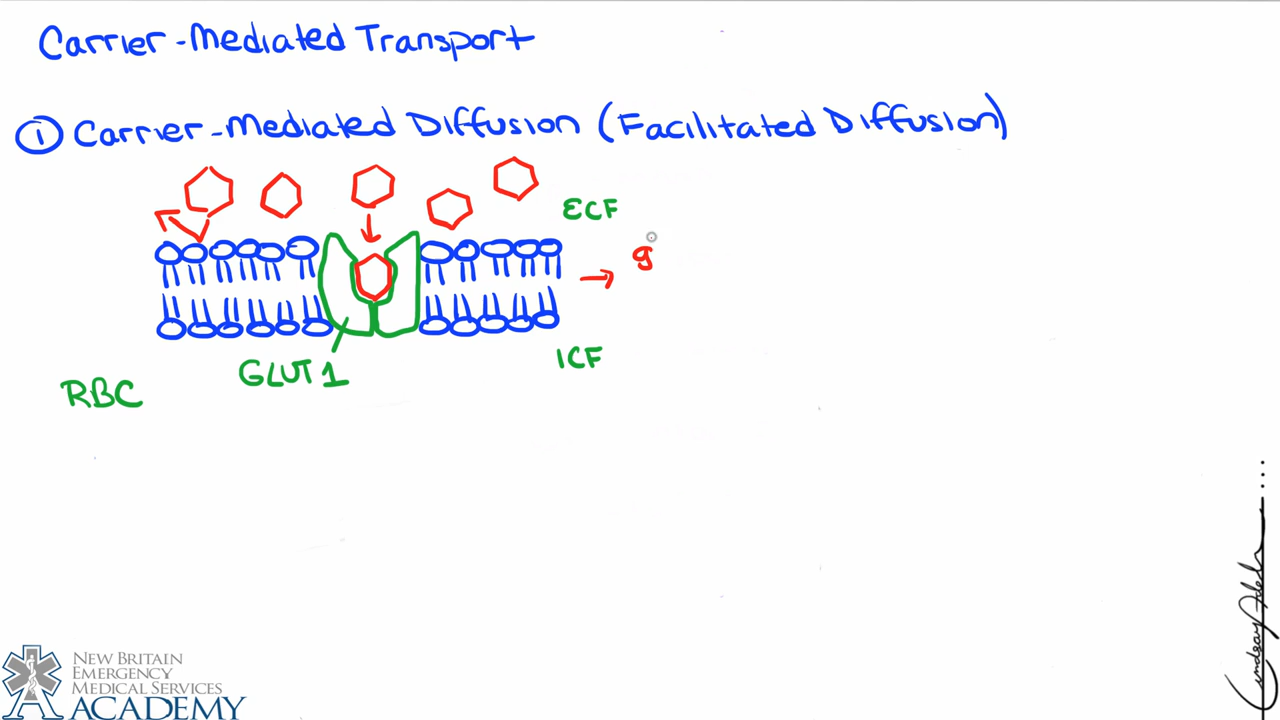 Carrier-Mediated Transport
① Carrier-Mediated Diffusion (Facilitated Diffusion)
ECF
g
GLUT 1
ICF
RBC
NEW BRITAIN
EMERGENCY
MEDICAL SERVICES
ACADEMY